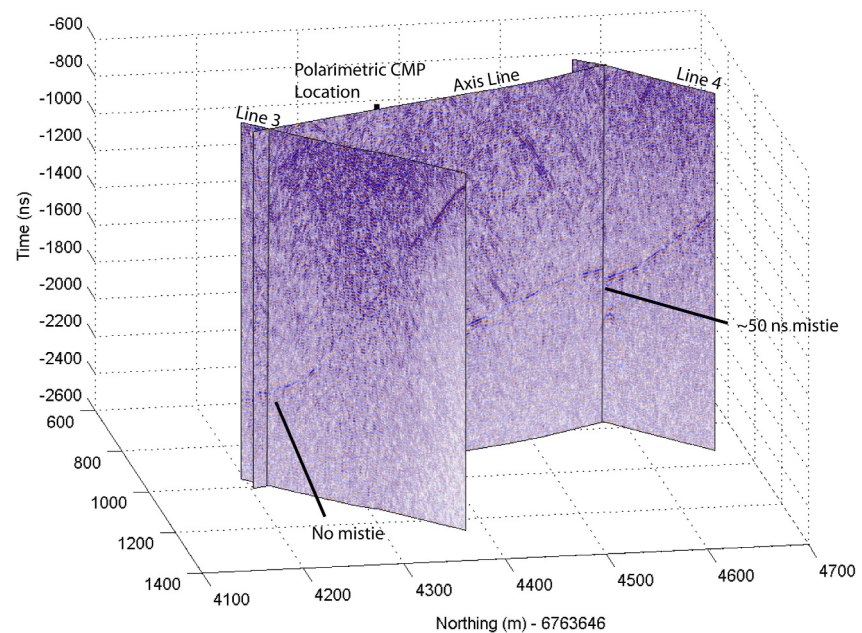 -600
-800
-1000
-1200
-1400
-1600
-1800
-2000
-2200
-2400
-2600
Time (ns)
Polarimetric CMP
Location
Axis Line
Line 3
Line 4
~50 ns mistie
No mistie
600
800
1000
1200
1400
4100
4200
4300
4400
4500
4600
4700
Northing (m) - 6763646